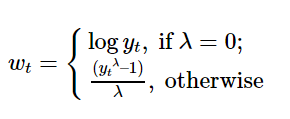 w_t = { log y_t, if λ = 0;
(y_t^λ−1)/λ, otherwise